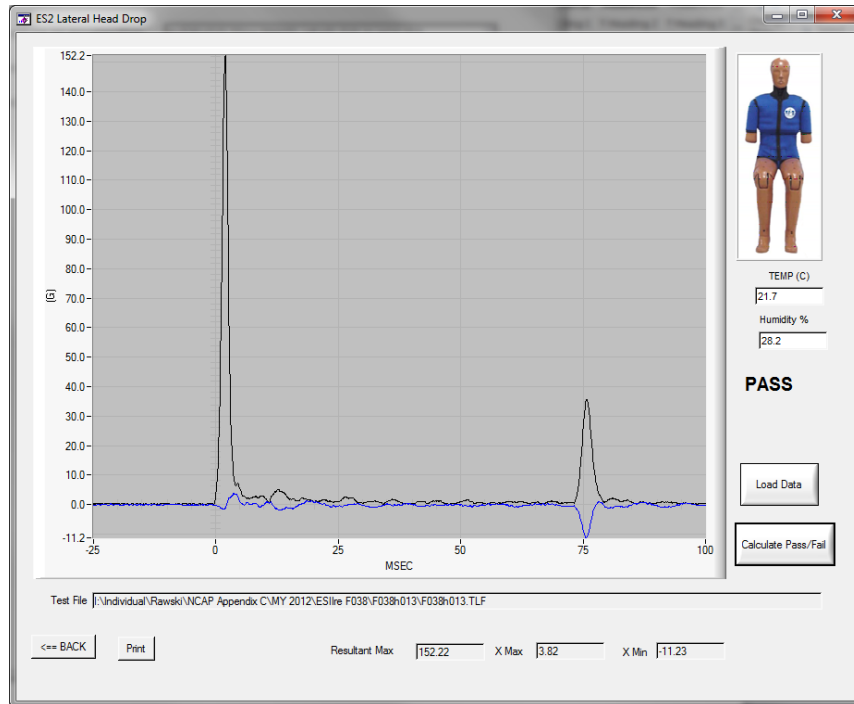 ES2 Lateral Head Drop
152.2
140.0
130.0
120.0
110.0
100.0
90.0
80.0
70.0
60.0
50.0
40.0
30.0
20.0
10.0
0.0
-11.2
(G)
-25 0 25 50 75 100
MSEC
TEMP (C)
21.7
Humidity %
28.2
PASS
Load Data
Calculate Pass/Fail
Test File I:\Individual\Rawski\NCAP Appendix C\MY 2012\ESIIre F038\F038h013\F038h013.TLF
<== BACK Print Resultant Max 152.22 X Max 3.82 X Min -11.23